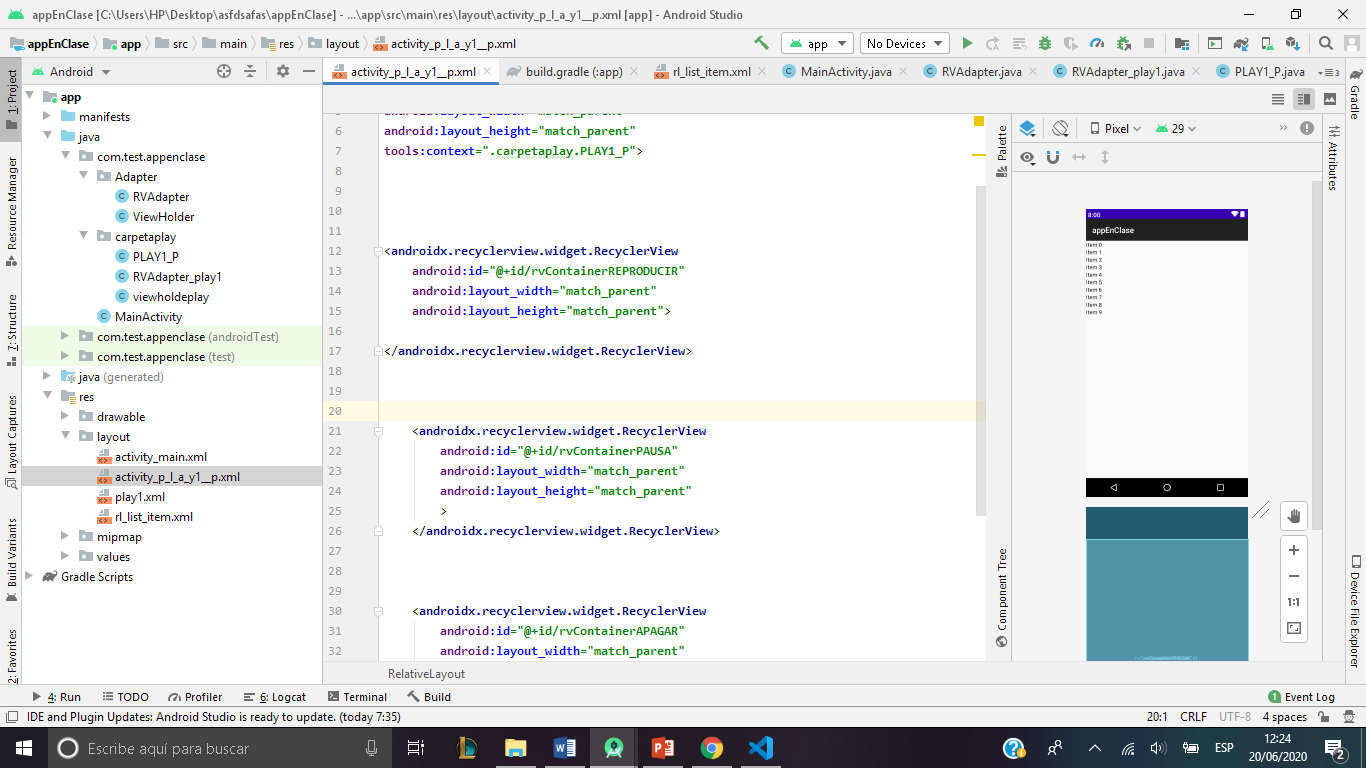 appEnClase [C:\Users\HP\Desktop\asfdsafas\appEnClase] - ...\app\src\main\res\layout\activity_p_l_a_y1__p.xml [app] - Android Studio
appEnClase app src main res layout activity_p_l_a_y1__p.xml
app No Devices
Android
activity_p_l_a_y1__p.xml build.gradle (:app) rl_list_item.xml MainActivity.java RVAdapter.java RVAdapter_play1.java PLAY1_P.java 3
1: Project
Resource Manager
7: Structure
Layout Captures
Build Variants
2: Favorites
app
manifests
java
com.test.appenclase
Adapter
RVAdapter
ViewHolder
carpetaplay
PLAY1_P
RVAdapter_play1
viewholdeplay
MainActivity
com.test.appenclase (androidTest)
com.test.appenclase (test)
java (generated)
res
drawable
layout
activity_main.xml
activity_p_l_a_y1__p.xml
play1.xml
rl_list_item.xml
mipmap
values
Gradle Scripts
6 android:layout_height="match_parent"
7 tools:context=".carpetaplay.PLAY1_P">
8
9
10
11
12 <androidx.recyclerview.widget.RecyclerView
13 android:id="@+id/rvContainerREPRODUCIR"
14 android:layout_width="match_parent"
15 android:layout_height="match_parent">
16
17 </androidx.recyclerview.widget.RecyclerView>
18
19
20
21 <androidx.recyclerview.widget.RecyclerView
22 android:id="@+id/rvContainerPAUSA"
23 android:layout_width="match_parent"
24 android:layout_height="match_parent"
25 >
26 </androidx.recyclerview.widget.RecyclerView>
27
28
29
30 <androidx.recyclerview.widget.RecyclerView
31 android:id="@+id/rvContainerAPAGAR"
32 android:layout_width="match_parent"
RelativeLayout
Palette
Component Tree
Pixel 29
8:00
appEnClase
Item 0
Item 1
Item 2
Item 3
Item 4
Item 5
Item 6
Item 7
Item 8
Item 9
1:1
Gradle
Attributes
Device File Explorer
4: Run TODO Profiler 6: Logcat Terminal Build 1 Event Log
IDE and Plugin Updates: Android Studio is ready to update. (today 7:35) 20:1 CRLF UTF-8 4 spaces
Escribe aquí para buscar
ESP
12:24
20/06/2020
2